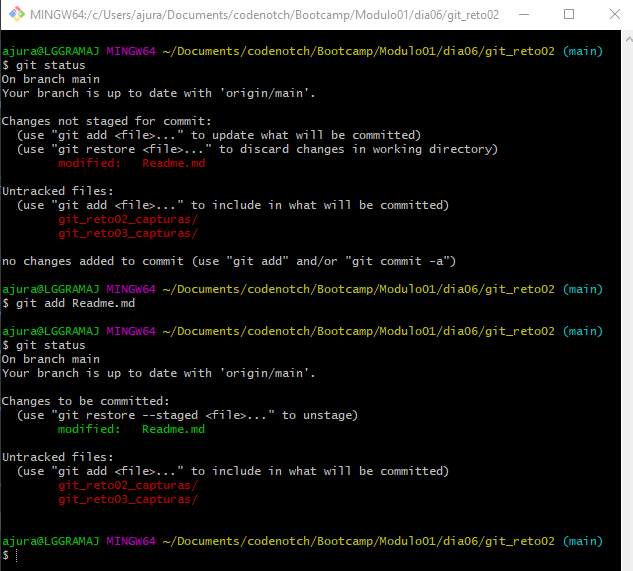 MINGW64:/c/Users/ajura/Documents/codenotch/Bootcamp/Modulo01/dia06/git_reto02
ajura@LGGRAMAJ MINGW64 ~/Documents/codenotch/Bootcamp/Modulo01/dia06/git_reto02 (main)
$ git status
On branch main
Your branch is up to date with 'origin/main'.
Changes not staged for commit:
(use "git add <file>..." to update what will be committed)
(use "git restore <file>..." to discard changes in working directory)
modified: Readme.md
Untracked files:
(use "git add <file>..." to include in what will be committed)
git_reto02_capturas/
git_reto03_capturas/
no changes added to commit (use "git add" and/or "git commit -a")
ajura@LGGRAMAJ MINGW64 ~/Documents/codenotch/Bootcamp/Modulo01/dia06/git_reto02 (main)
$ git add Readme.md
ajura@LGGRAMAJ MINGW64 ~/Documents/codenotch/Bootcamp/Modulo01/dia06/git_reto02 (main)
$ git status
On branch main
Your branch is up to date with 'origin/main'.
Changes to be committed:
(use "git restore --staged <file>..." to unstage)
modified: Readme.md
Untracked files:
(use "git add <file>..." to include in what will be committed)
git_reto02_capturas/
git_reto03_capturas/
ajura@LGGRAMAJ MINGW64 ~/Documents/codenotch/Bootcamp/Modulo01/dia06/git_reto02 (main)
$